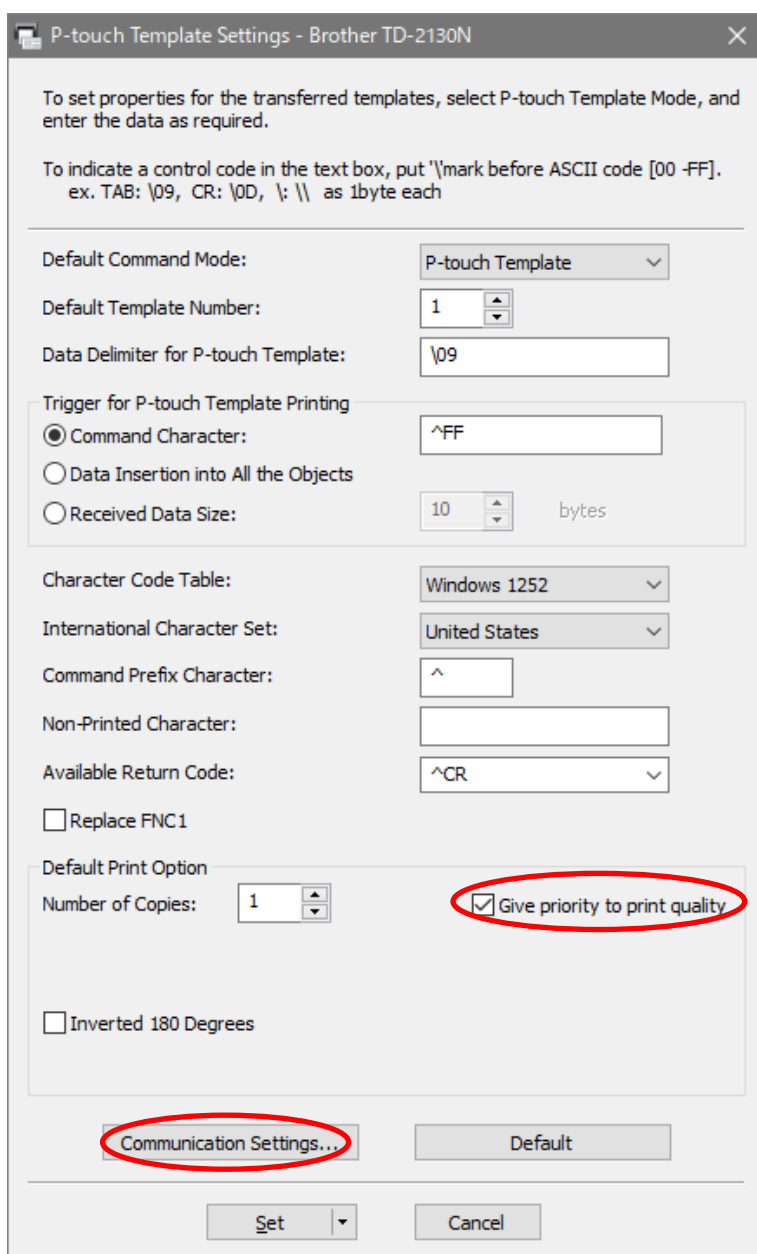 P-touch Template Settings - Brother TD-2130N
To set properties for the transferred templates, select P-touch Template Mode, and
enter the data as required.
To indicate a control code in the text box, put '\'mark before ASCII code [00 -FF].
ex. TAB: \09, CR: \0D, \: \\ as 1byte each
Default Command Mode: P-touch Template
Default Template Number: 1
Data Delimiter for P-touch Template: \09
Trigger for P-touch Template Printing
Command Character: ^FF
Data Insertion into All the Objects
Received Data Size: 10 bytes
Character Code Table: Windows 1252
International Character Set: United States
Command Prefix Character: ^
Non-Printed Character:
Available Return Code: ^CR
Replace FNC1
Default Print Option
Number of Copies: 1 Give priority to print quality
Inverted 180 Degrees
Communication Settings... Default
Set Cancel